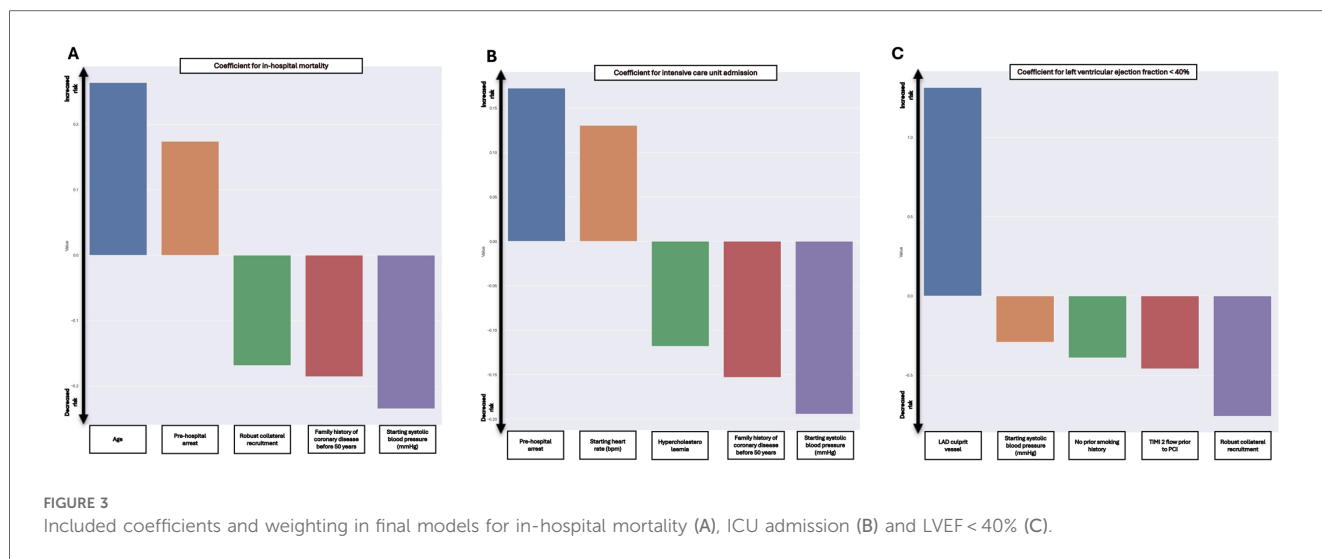 A
Coefficient for in-hospital mortality
Increased
risk
0.2
0.1
0.0
Value
−0.1
−0.2
Decreased
risk
Age
Pre-hospital
arrest
Robust collateral
recruitment
Family history of
coronary disease
before 50 years
Starting systolic
blood pressure
(mmHg)
B
Coefficient for intensive care unit admission
Increased
risk
0.15
0.10
0.05
0.00
Value
−0.05
−0.10
−0.15
−0.20
Decreased
risk
Pre-hospital
arrest
Starting heart
rate (bpm)
Hypercholestero
laemia
Family history of
coronary disease
before 50 years
Starting systolic
blood pressure
(mmHg)
C
Coefficient for left ventricular ejection fraction < 40%
Increased
risk
1.0
0.5
0.0
Value
−0.5
Decreased
risk
LAD culprit
vessel
Starting systolic
blood pressure
(mmHg)
No prior smoking
history
TIMI 2 flow prior
to PCI
Robust collateral
recruitment
FIGURE 3
Included coefficients and weighting in final models for in-hospital mortality (A), ICU admission (B) and LVEF < 40% (C).